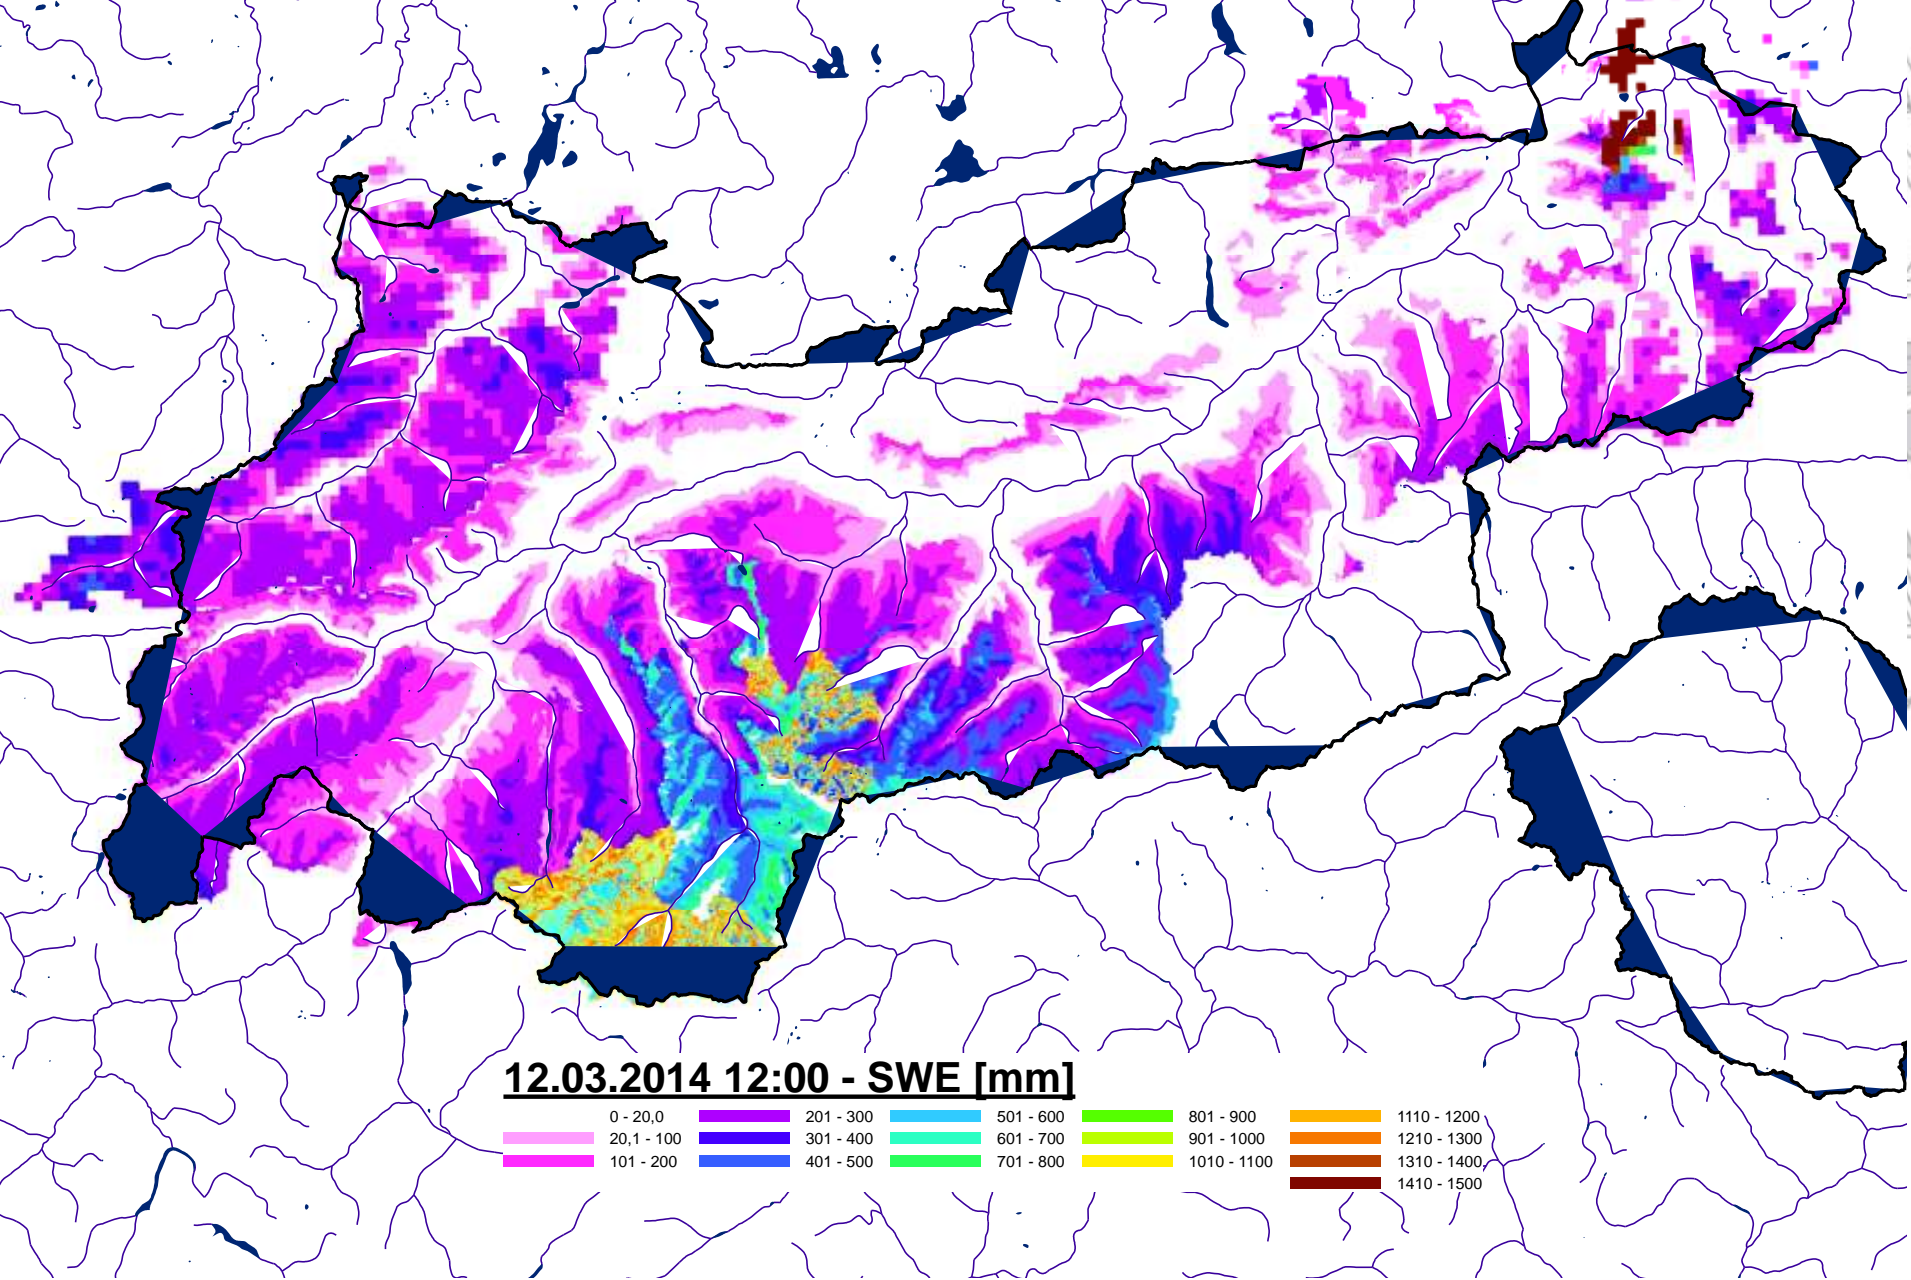 12.03.2014 12:00 - SWE [mm]
0 - 20,0 201 - 300 501 - 600 801 - 900 1110 - 1200
20,1 - 100 301 - 400 601 - 700 901 - 1000 1210 - 1300
101 - 200 401 - 500 701 - 800 1010 - 1100 1310 - 1400
1410 - 1500